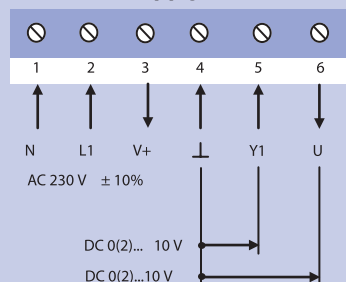 1 2 3 4 5 6
N L1 V+ ⊥ Y1 U
AC 230 V ± 10%
DC 0(2)... 10 V
DC 0(2)...10 V